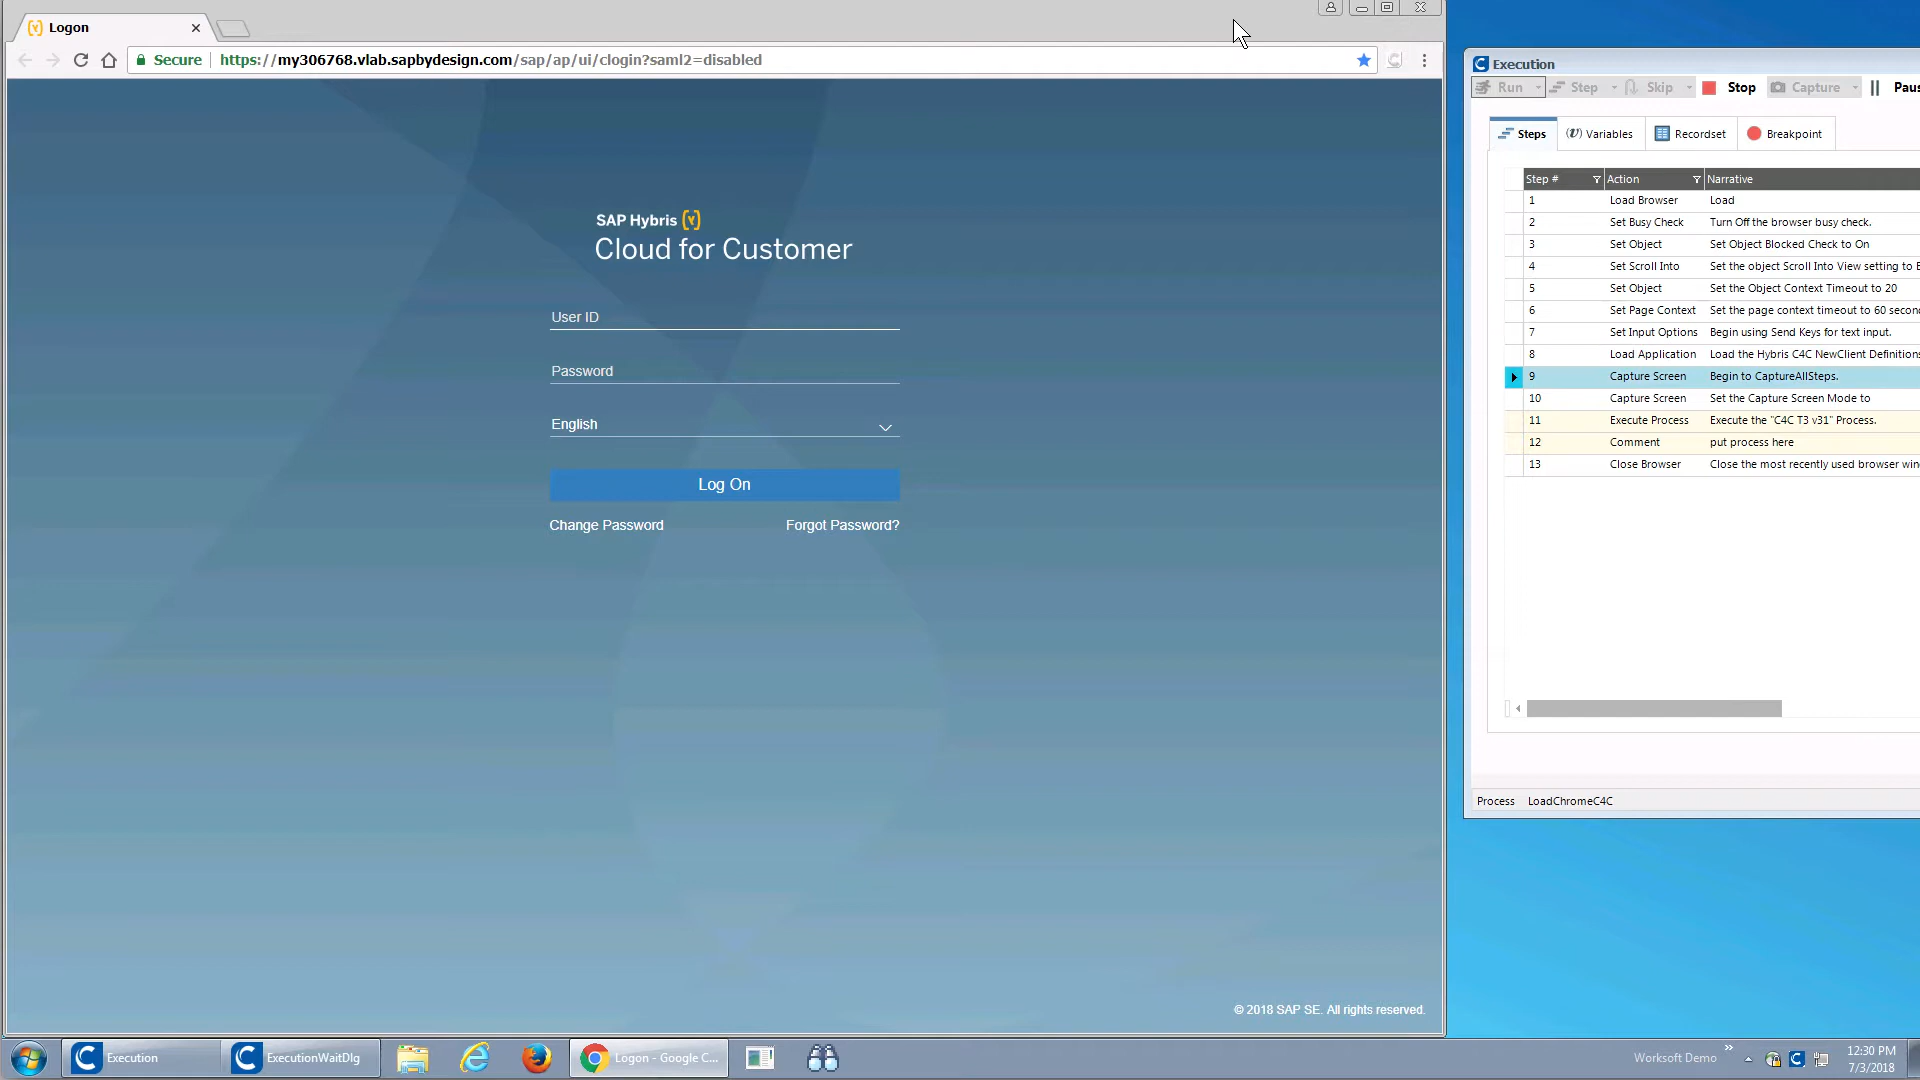 Logon
Secure
https://my306768.vlab.sapbydesign.com/sap/ap/ui/clogin?saml2=disabled
SAP Hybris
Cloud for Customer
User ID
Password
English
Log On
Change Password
Forgot Password?
© 2018 SAP SE. All rights reserved.
Execution
Run
Step
Skip
Stop
Capture
Paus
Steps
Variables
Recordset
Breakpoint
Step # Action Narrative
1 Load Browser Load
2 Set Busy Check Turn Off the browser busy check.
3 Set Object Set Object Blocked Check to On
4 Set Scroll Into Set the object Scroll Into View setting to
5 Set Object Set the Object Context Timeout to 20
6 Set Page Context Set the page context timeout to 60 second
7 Set Input Options Begin using Send Keys for text input.
8 Load Application Load the Hybris C4C NewClient Definitions
9 Capture Screen Begin to CaptureAllSteps.
10 Capture Screen Set the Capture Screen Mode to
11 Execute Process Execute the "C4C T3 v31" Process.
12 Comment put process here
13 Close Browser Close the most recently used browser win
Process LoadChromeC4C
Execution
ExecutionWaitDlg
Logon - Google C...
Worksoft Demo
12:30 PM
7/3/2018